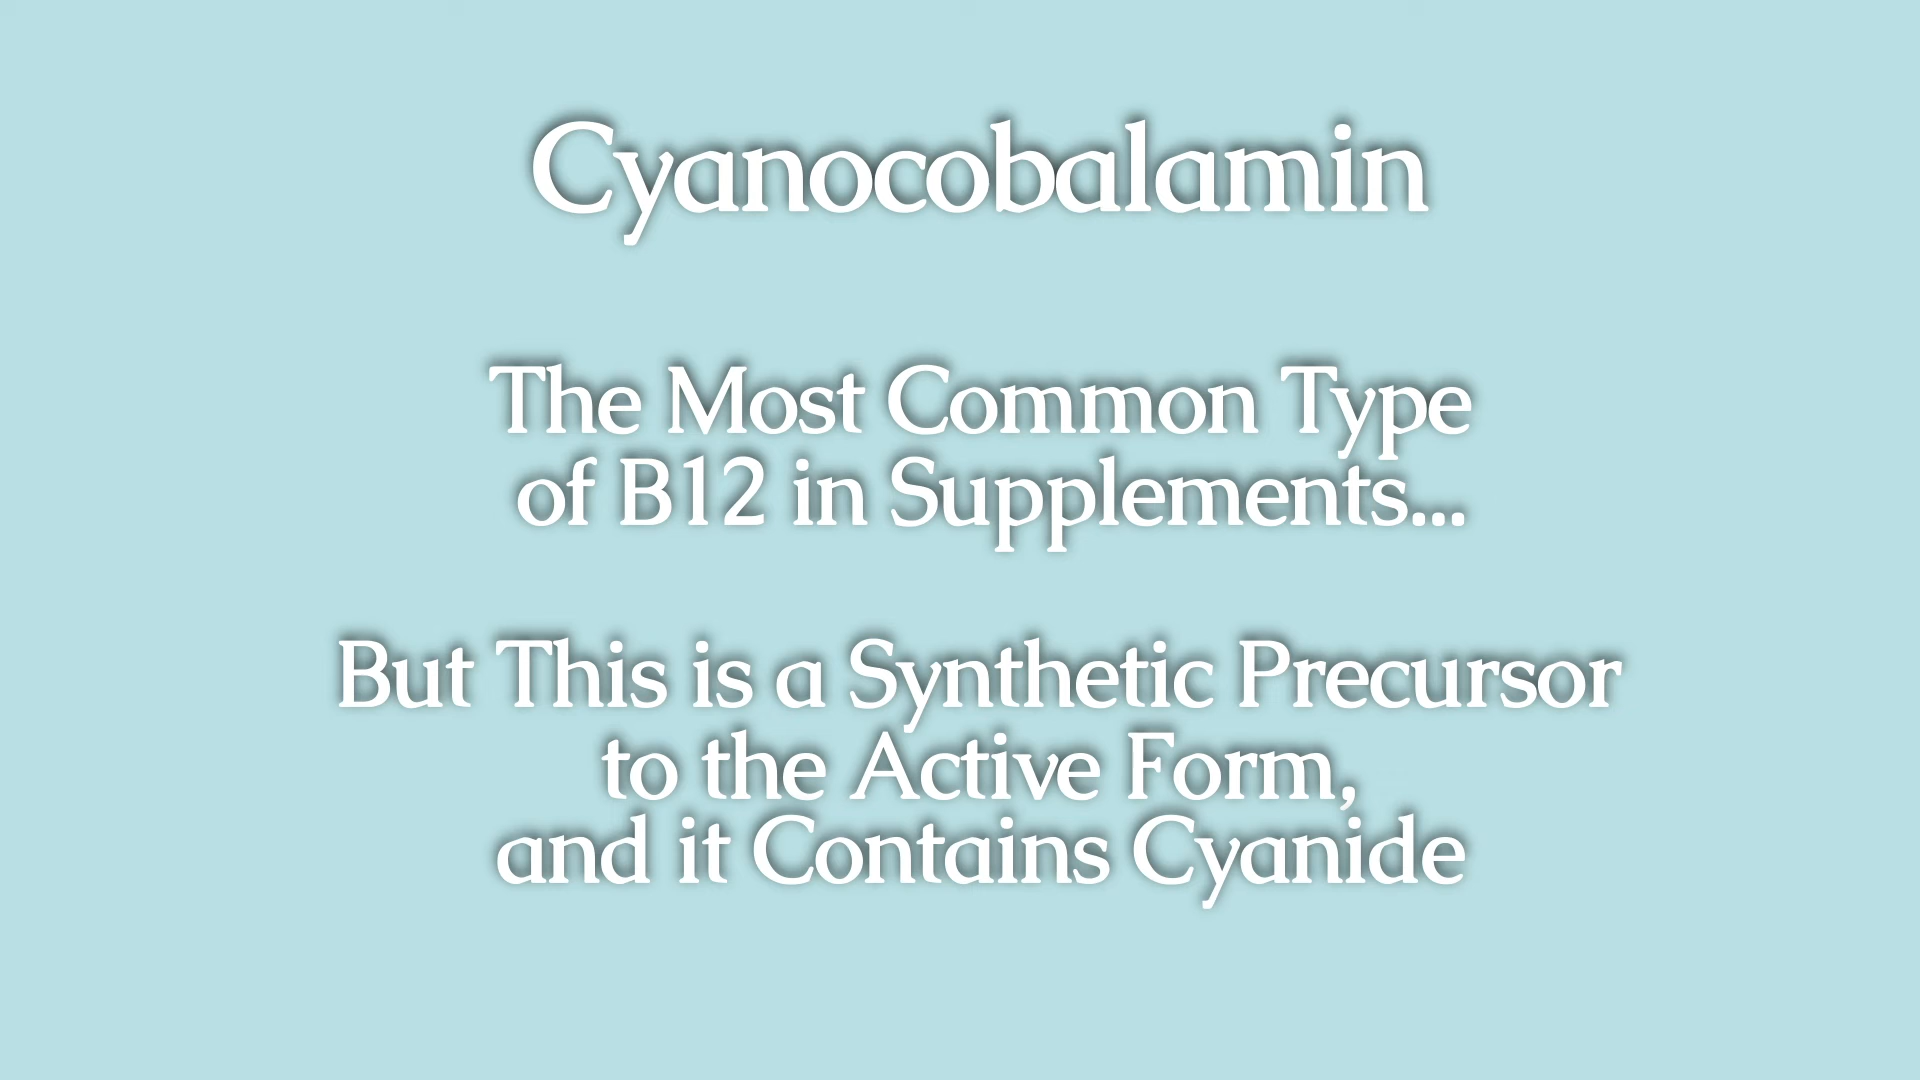 Cyanocobalamin
The Most Common Type
of B12 in Supplements...
But This is a Synthetic Precursor
to the Active Form,
and it Contains Cyanide